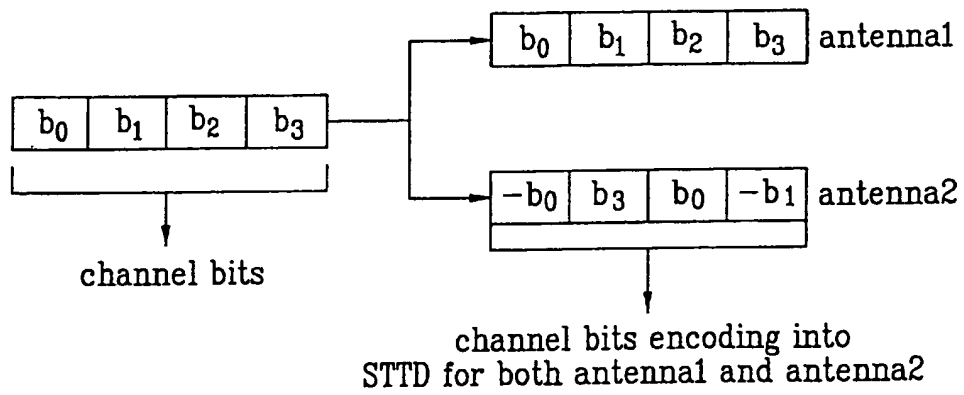 b0 b1 b2 b3 antenna1
b0 b1 b2 b3
-b0 b3 b0 -b1 antenna2
channel bits
channel bits encoding into
STTD for both antenna1 and antenna2